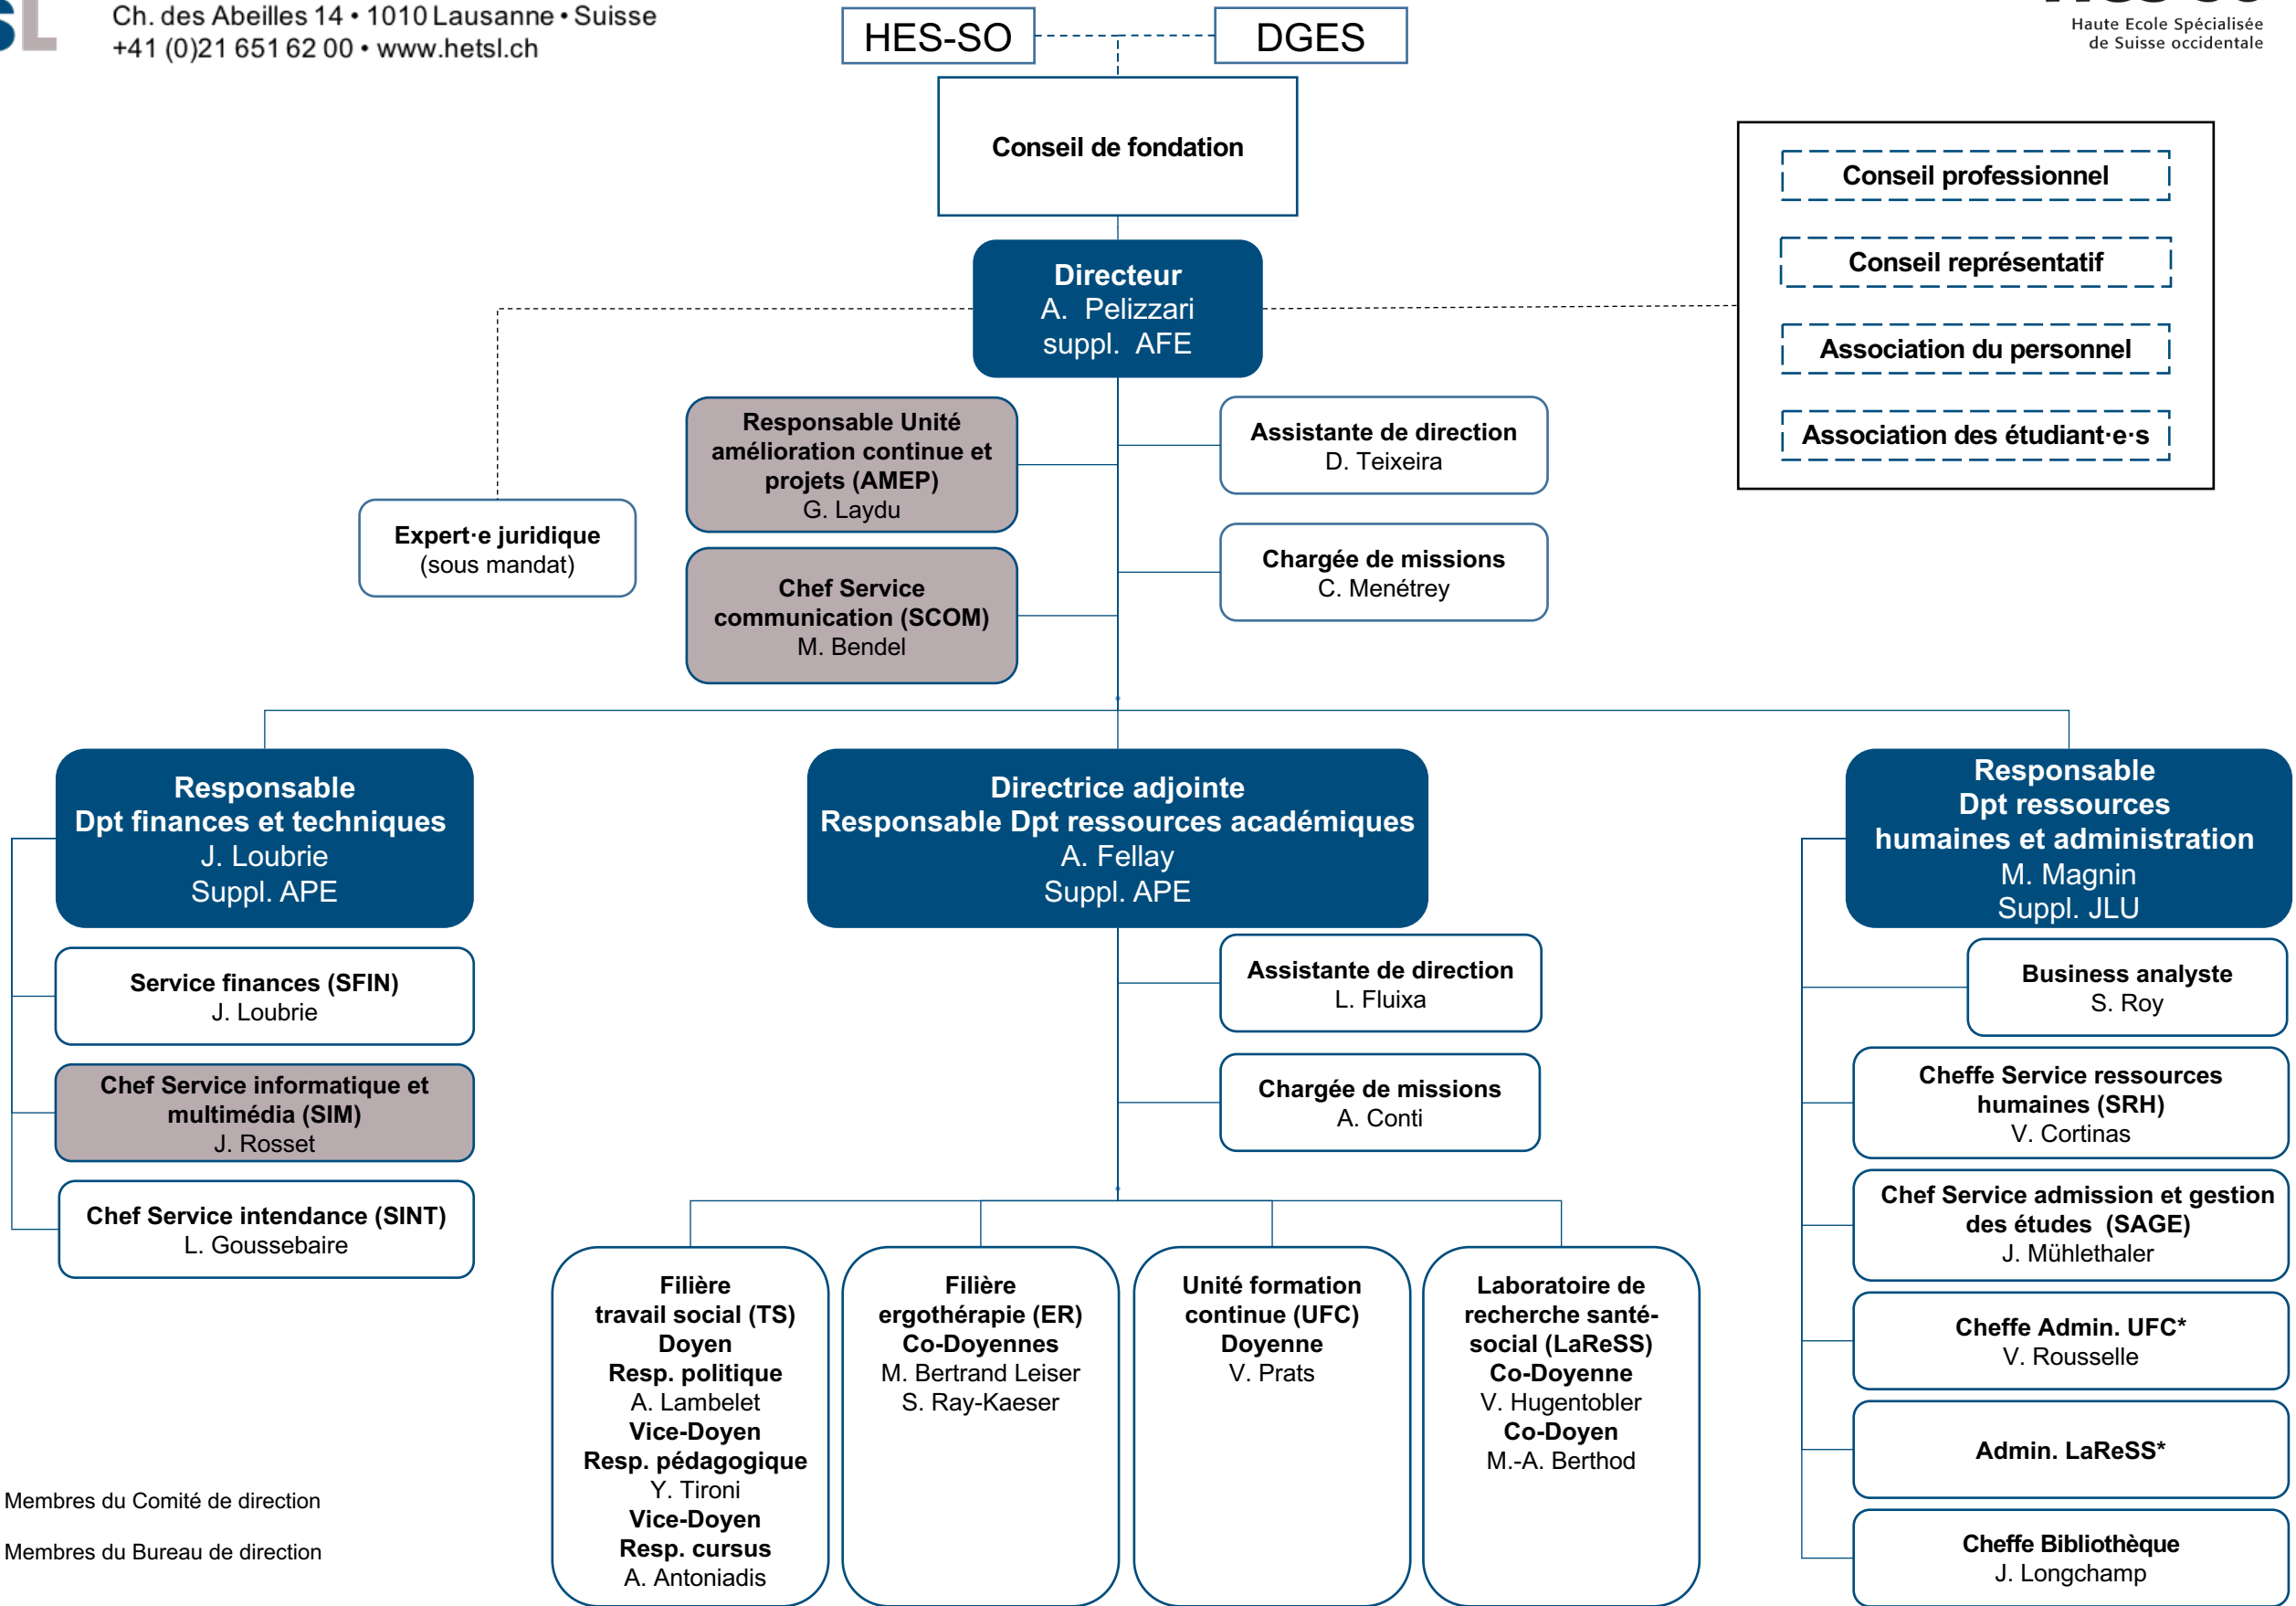 SL
Ch. des Abeilles 14 • 1010 Lausanne • Suisse
+41 (0)21 651 62 00 • www.hetsl.ch
Haute Ecole Spécialisée
de Suisse occidentale
HES-SO
DGES
Conseil de fondation
Conseil professionnel
Conseil représentatif
Association du personnel
Association des étudiant·e·s
Directeur
A. Pelizzari
suppl. AFE
Responsable Unité
amélioration continue et
projets (AMEP)
G. Laydu
Assistante de direction
D. Teixeira
Expert·e juridique
(sous mandat)
Chef Service
communication (SCOM)
M. Bendel
Chargée de missions
C. Menétrey
Responsable
Dpt finances et techniques
J. Loubrie
Suppl. APE
Service finances (SFIN)
J. Loubrie
Chef Service informatique et
multimédia (SIM)
J. Rosset
Chef Service intendance (SINT)
L. Goussebaire
Directrice adjointe
Responsable Dpt ressources académiques
A. Fellay
Suppl. APE
Assistante de direction
L. Fluixa
Chargée de missions
A. Conti
Filière
travail social (TS)
Doyen
Resp. politique
A. Lambelet
Vice-Doyen
Resp. pédagogique
Y. Tironi
Vice-Doyen
Resp. cursus
A. Antoniadis
Filière
ergothérapie (ER)
Co-Doyennes
M. Bertrand Leiser
S. Ray-Kaeser
Unité formation
continue (UFC)
Doyenne
V. Prats
Laboratoire de
recherche santé-
social (LaReSS)
Co-Doyenne
V. Hugentobler
Co-Doyen
M.-A. Berthod
Responsable
Dpt ressources
humaines et administration
M. Magnin
Suppl. JLU
Business analyste
S. Roy
Cheffe Service ressources
humaines (SRH)
V. Cortinas
Chef Service admission et gestion
des études (SAGE)
J. Mühlethaler
Cheffe Admin. UFC*
V. Rousselle
Admin. LaReSS*
Cheffe Bibliothèque
J. Longchamp
Membres du Comité de direction
Membres du Bureau de direction